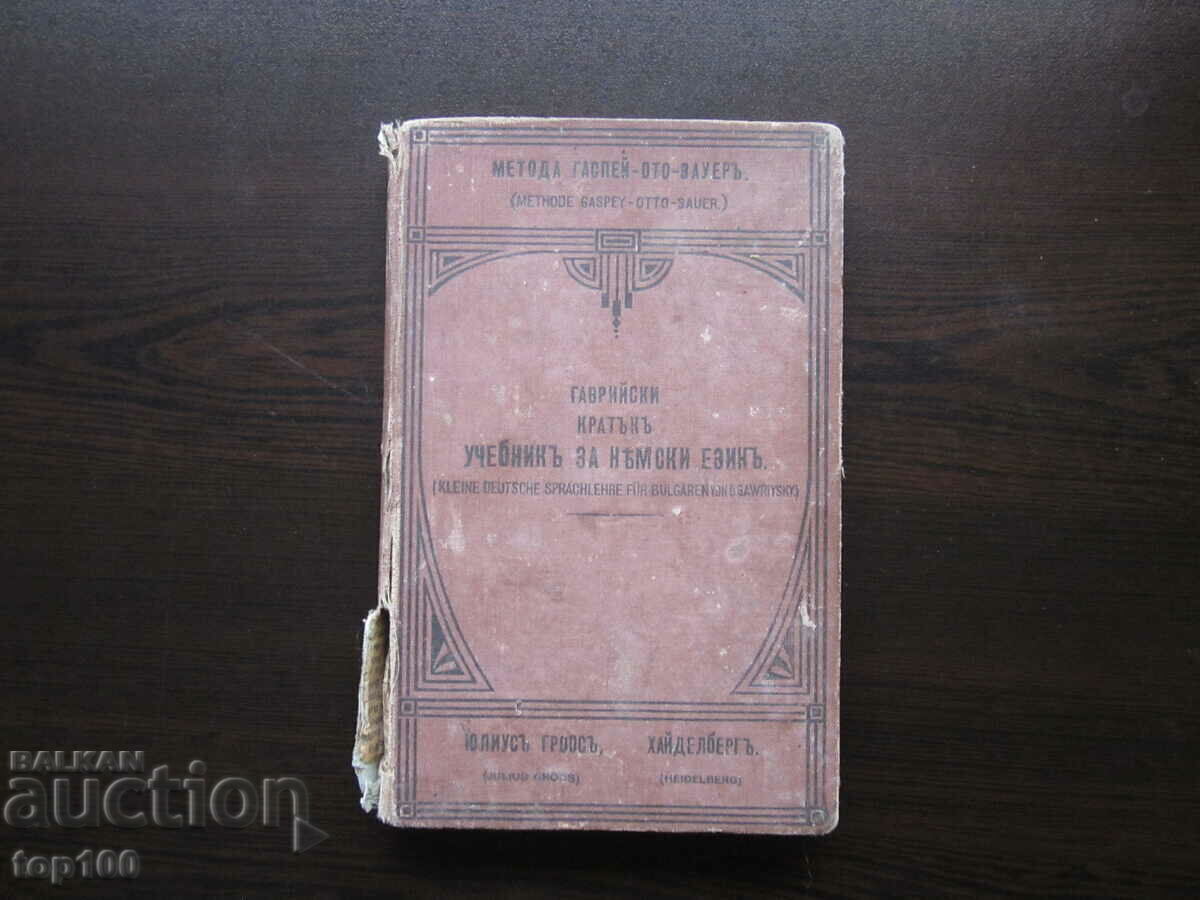 МЕТОДА ГАСПЕЙ-ОТО-ЗАУЕРЪ.
(METHODE GASPEY-OTTO-SAUER.)
ГАВРИЙСКИ
КРАТЪКЪ
УЧЕБНИКЪ ЗА НѢМСКИ ЕЗИКЪ.
(KLEINE DEUTSCHE SPRACHLEHRE FÜR BULGAREN VON D. GAWRIYSKY)
ЮЛИУСЪ ГРООСЪ, ХАЙДЕЛБЕРГЪ.
(JULIUS GROOS) (HEIDELBERG)
BALKAN
auction
top100